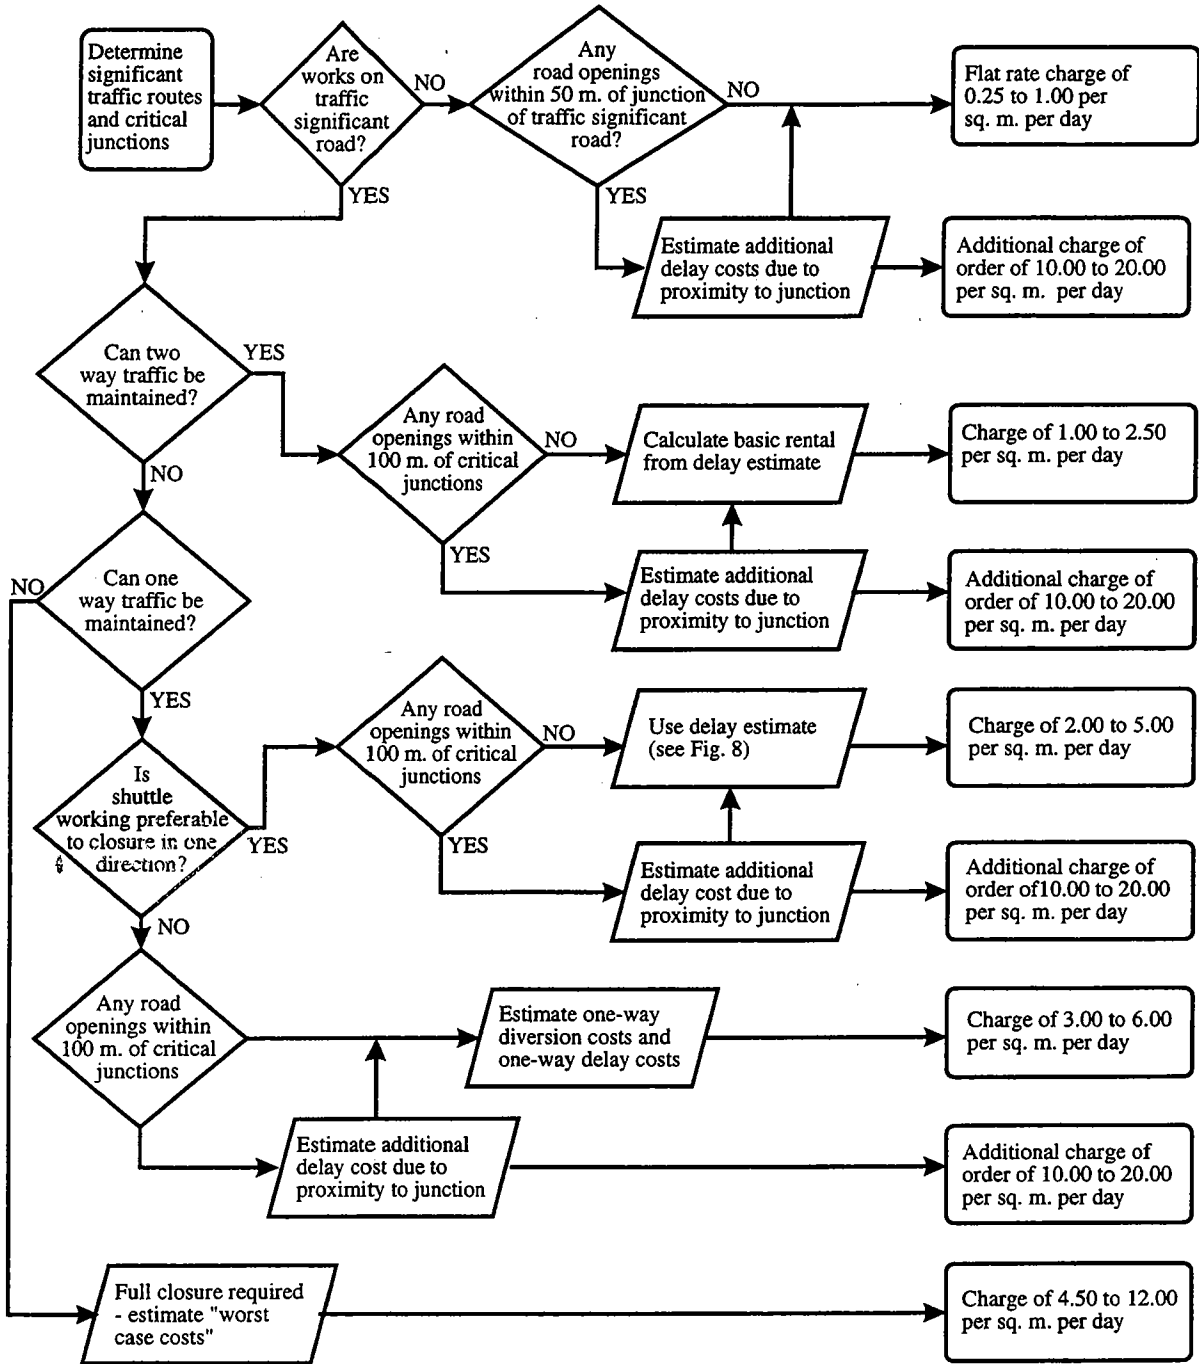 Determine
significant
traffic routes
and critical
junctions
Are
works on
traffic
significant
road?
NO
YES
Any
road openings
within 50 m. of junction
of traffic significant
road?
NO
YES
Flat rate charge of
0.25 to 1.00 per
sq. m. per day
Estimate additional
delay costs due to
proximity to junction
Additional charge of
order of 10.00 to 20.00
per sq. m. per day
Can two
way traffic be
maintained?
YES
NO
Any road
openings within
100 m. of critical
junctions
NO
YES
Calculate basic rental
from delay estimate
Charge of 1.00 to 2.50
per sq. m. per day
Estimate additional
delay costs due to
proximity to junction
Additional charge of
order of 10.00 to 20.00
per sq. m. per day
Can one
way traffic be
maintained?
NO
YES
Any road
openings within
100 m. of critical
junctions
NO
YES
Use delay estimate
(see Fig. 8)
Charge of 2.00 to 5.00
per sq. m. per day
Is
shuttle
working preferable
to closure in one
direction?
YES
NO
Estimate additional
delay cost due to
proximity to junction
Additional charge of
order of10.00 to 20.00
per sq. m. per day
Any road
openings within
100 m. of critical
junctions
Estimate one-way
diversion costs and
one-way delay costs
Charge of 3.00 to 6.00
per sq. m. per day
Estimate additional
delay cost due to
proximity to junction
Additional charge of
order of 10.00 to 20.00
per sq. m. per day
Full closure required
- estimate "worst
case costs"
Charge of 4.50 to 12.00
per sq. m. per day